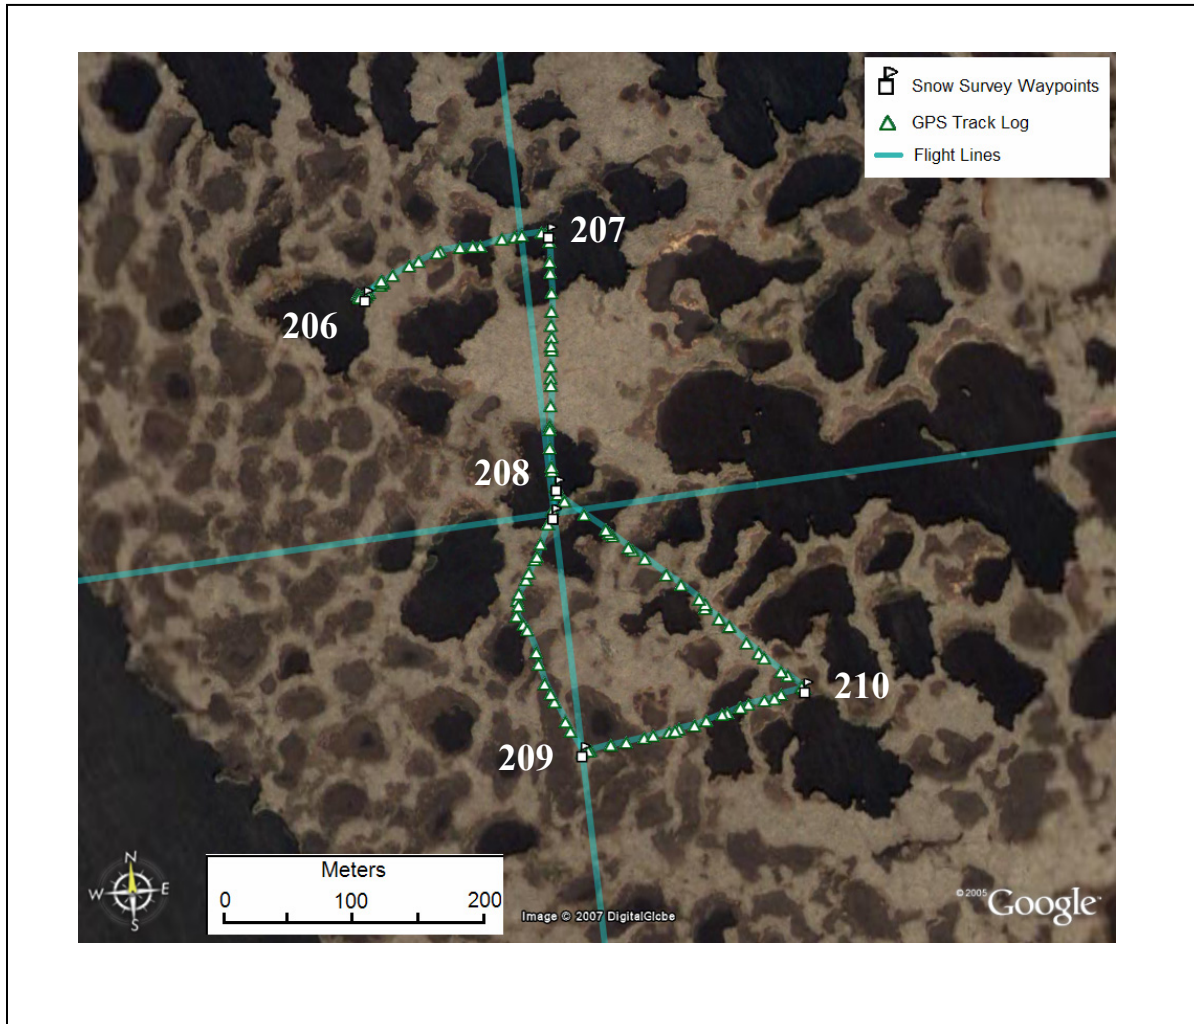 Snow Survey Waypoints
GPS Track Log
Flight Lines
207
206
208
210
209
N
W E
S
Meters
0 100 200
Image © 2007 DigitalGlobe
© 2005 Google™